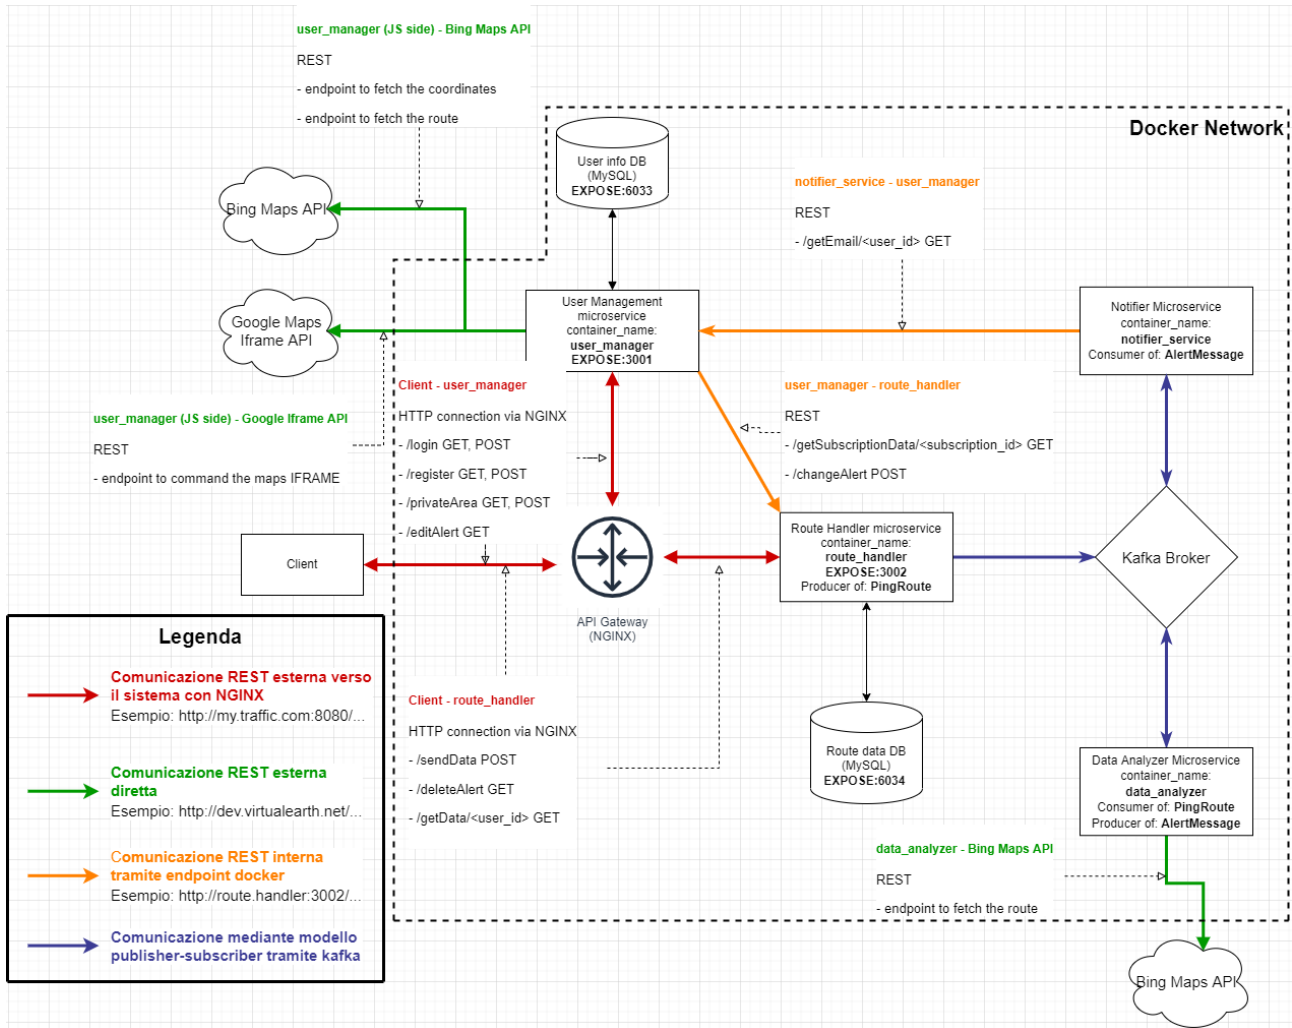 user_manager (JS side) - Bing Maps API
REST
- endpoint to fetch the coordinates
- endpoint to fetch the route
Docker Network
User info DB
(MySQL)
EXPOSE:6033
notifier_service - user_manager
REST
- /getEmail/<user_id> GET
Bing Maps API
Google Maps
Iframe API
User Management
microservice
container_name:
user_manager
EXPOSE:3001
Notifier Microservice
container_name:
notifier_service
Consumer of: AlertMessage
user_manager (JS side) - Google Iframe API
REST
- endpoint to command the maps IFRAME
Client - user_manager
HTTP connection via NGINX
- /login GET, POST
- /register GET, POST
- /privateArea GET, POST
- /editAlert GET
user_manager - route_handler
REST
- /getSubscriptionData/<subscription_id> GET
- /changeAlert POST
Client
API Gateway
(NGINX)
Route Handler microservice
container_name:
route_handler
EXPOSE:3002
Producer of: PingRoute
Kafka Broker
Client - route_handler
HTTP connection via NGINX
- /sendData POST
- /deleteAlert GET
- /getData/<user_id> GET
Route data DB
(MySQL)
EXPOSE:6034
Data Analyzer Microservice
container_name:
data_analyzer
Consumer of: PingRoute
Producer of: AlertMessage
data_analyzer - Bing Maps API
REST
- endpoint to fetch the route
Bing Maps API
Legenda
Comunicazione REST esterna verso
il sistema con NGINX
Esempio: http://my.traffic.com:8080/...
Comunicazione REST esterna
diretta
Esempio: http://dev.virtualearth.net/...
Comunicazione REST interna
tramite endpoint docker
Esempio: http://route.handler:3002/...
Comunicazione mediante modello
publisher-subscriber tramite kafka